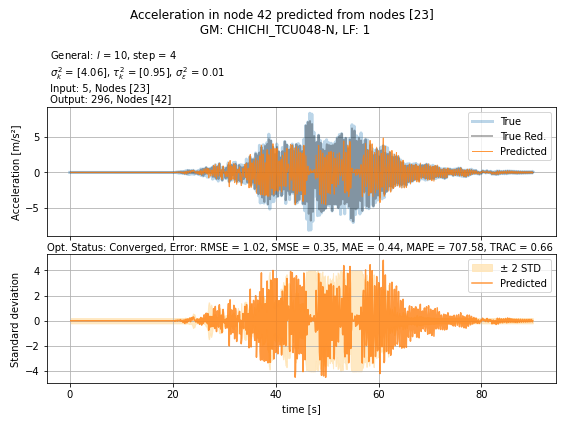 Acceleration in node 42 predicted from nodes [23]
GM: CHICHI_TCU048-N, LF: 1
General: l = 10, step = 4
σ²ₖ = [4.06], τ²ₖ = [0.95], σ²ε = 0.01
Input: 5, Nodes [23]
Output: 296, Nodes [42]
Acceleration [m/s²]
5
0
−5
True
True Red.
Predicted
Opt. Status: Converged, Error: RMSE = 1.02, SMSE = 0.35, MAE = 0.44, MAPE = 707.58, TRAC = 0.66
Standard deviation
4
2
0
−2
−4
± 2 STD
Predicted
0 20 40 60 80
time [s]